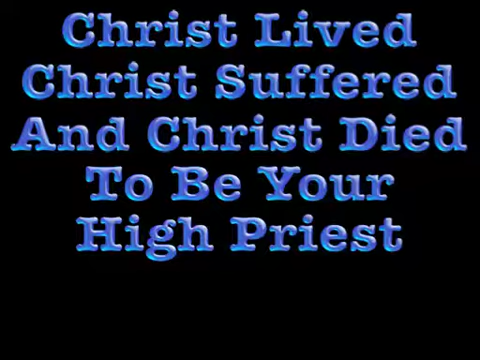 Christ Lived
Christ Suffered
And Christ Died
To Be Your
High Priest